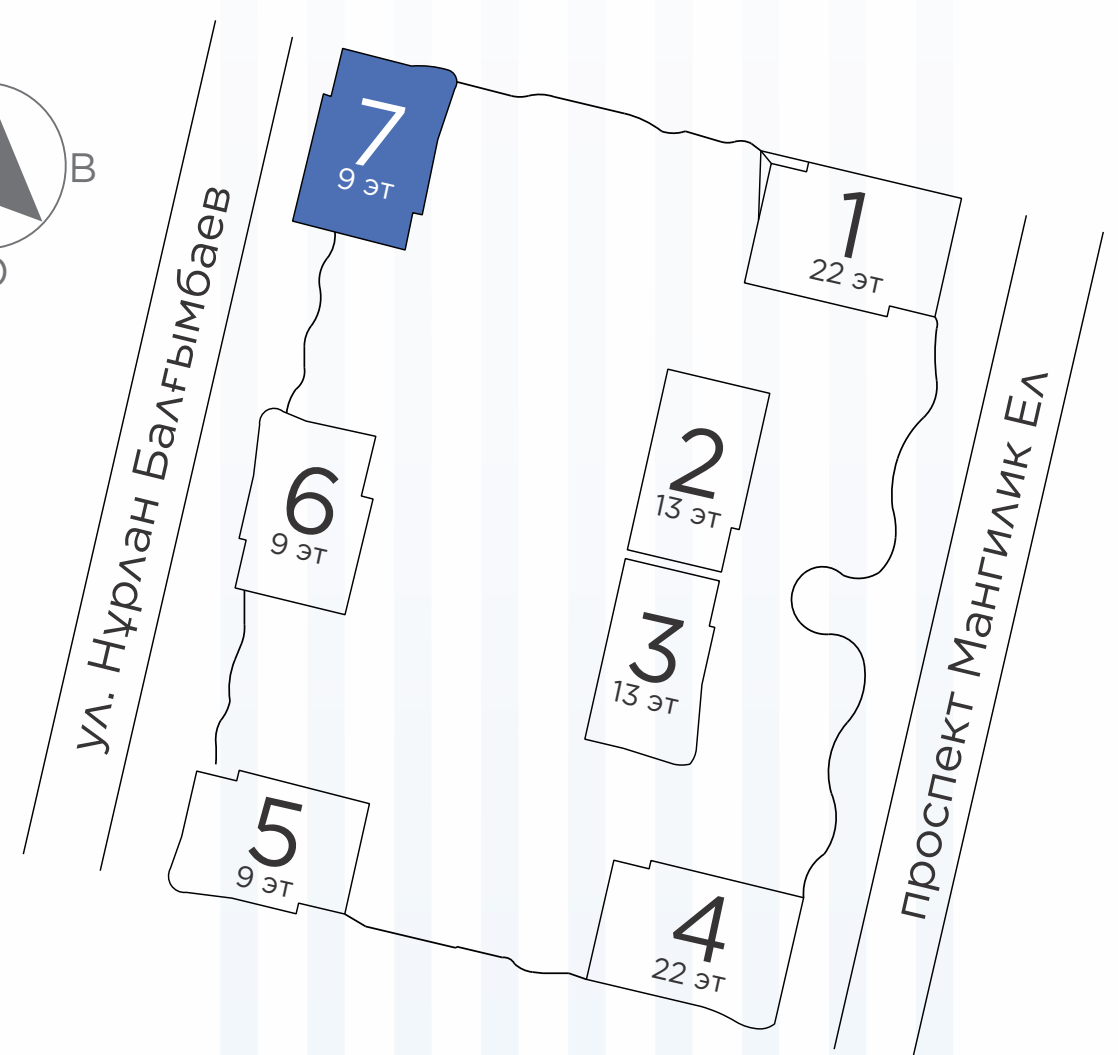 7
9 эт
В
1
22 эт
ул. Нұрлан Балғымбаев
2
13 эт
6
9 эт
проспект Мангилик Ел
3
13 эт
5
9 эт
4
22 эт